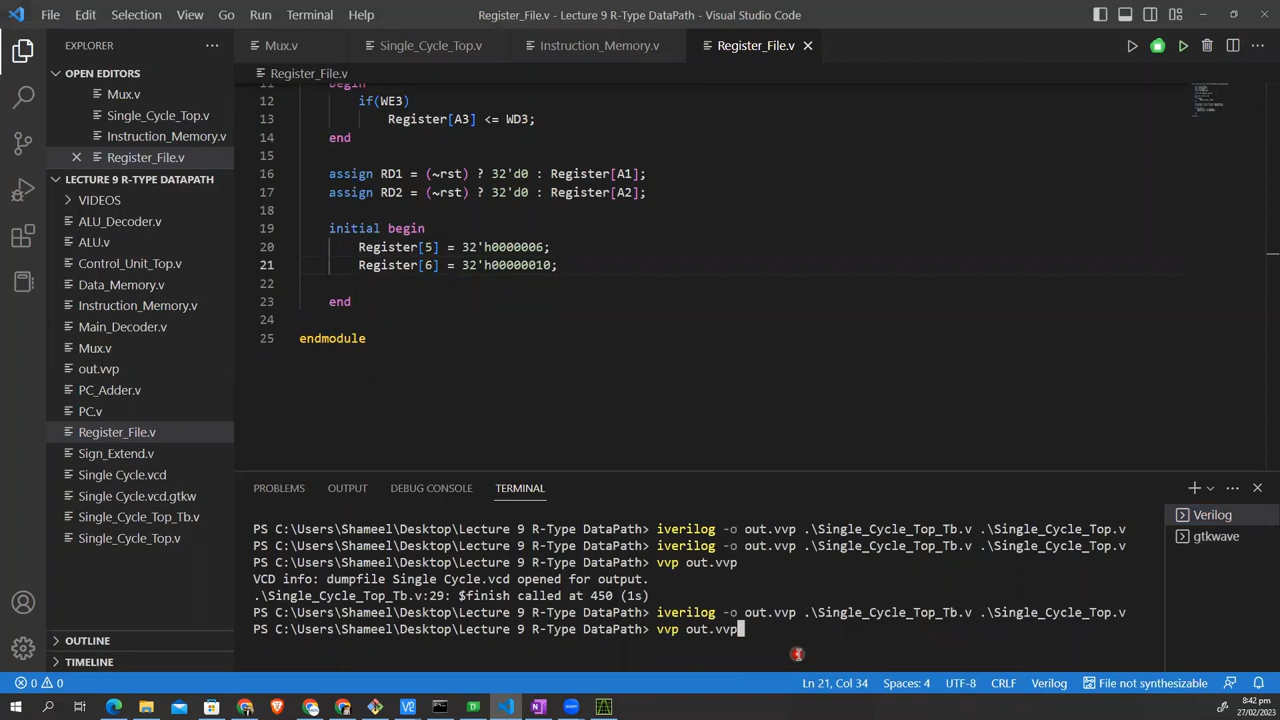 File Edit Selection View Go Run Terminal Help
Register_File.v - Lecture 9 R-Type DataPath - Visual Studio Code
EXPLORER
Mux.v
Single_Cycle_Top.v
Instruction_Memory.v
Register_File.v
OPEN EDITORS
Mux.v
Single_Cycle_Top.v
Instruction_Memory.v
Register_File.v
LECTURE 9 R-TYPE DATAPATH
VIDEOS
ALU_Decoder.v
ALU.v
Control_Unit_Top.v
Data_Memory.v
Instruction_Memory.v
Main_Decoder.v
Mux.v
out.vvp
PC_Adder.v
PC.v
Register_File.v
Sign_Extend.v
Single Cycle.vcd
Single Cycle.vcd.gtkw
Single_Cycle_Top_Tb.v
Single_Cycle_Top.v
OUTLINE
TIMELINE
Register_File.v
11 begin
12 if(WE3)
13 Register[A3] <= WD3;
14 end
15
16 assign RD1 = (~rst) ? 32'd0 : Register[A1];
17 assign RD2 = (~rst) ? 32'd0 : Register[A2];
18
19 initial begin
20 Register[5] = 32'h0000006;
21 Register[6] = 32'h00000010;
22
23 end
24
25 endmodule
PROBLEMS OUTPUT DEBUG CONSOLE TERMINAL
PS C:\Users\Shameel\Desktop\Lecture 9 R-Type DataPath> iverilog -o out.vvp .\Single_Cycle_Top_Tb.v .\Single_Cycle_Top.v
PS C:\Users\Shameel\Desktop\Lecture 9 R-Type DataPath> iverilog -o out.vvp .\Single_Cycle_Top_Tb.v .\Single_Cycle_Top.v
PS C:\Users\Shameel\Desktop\Lecture 9 R-Type DataPath> vvp out.vvp
VCD info: dumpfile Single Cycle.vcd opened for output.
.\Single_Cycle_Top_Tb.v:29: $finish called at 450 (1s)
PS C:\Users\Shameel\Desktop\Lecture 9 R-Type DataPath> iverilog -o out.vvp .\Single_Cycle_Top_Tb.v .\Single_Cycle_Top.v
PS C:\Users\Shameel\Desktop\Lecture 9 R-Type DataPath> vvp out.vvp
Verilog
gtkwave
0 0
Ln 21, Col 34 Spaces: 4 UTF-8 CRLF Verilog File not synthesizable
8:42 pm
27/02/2023